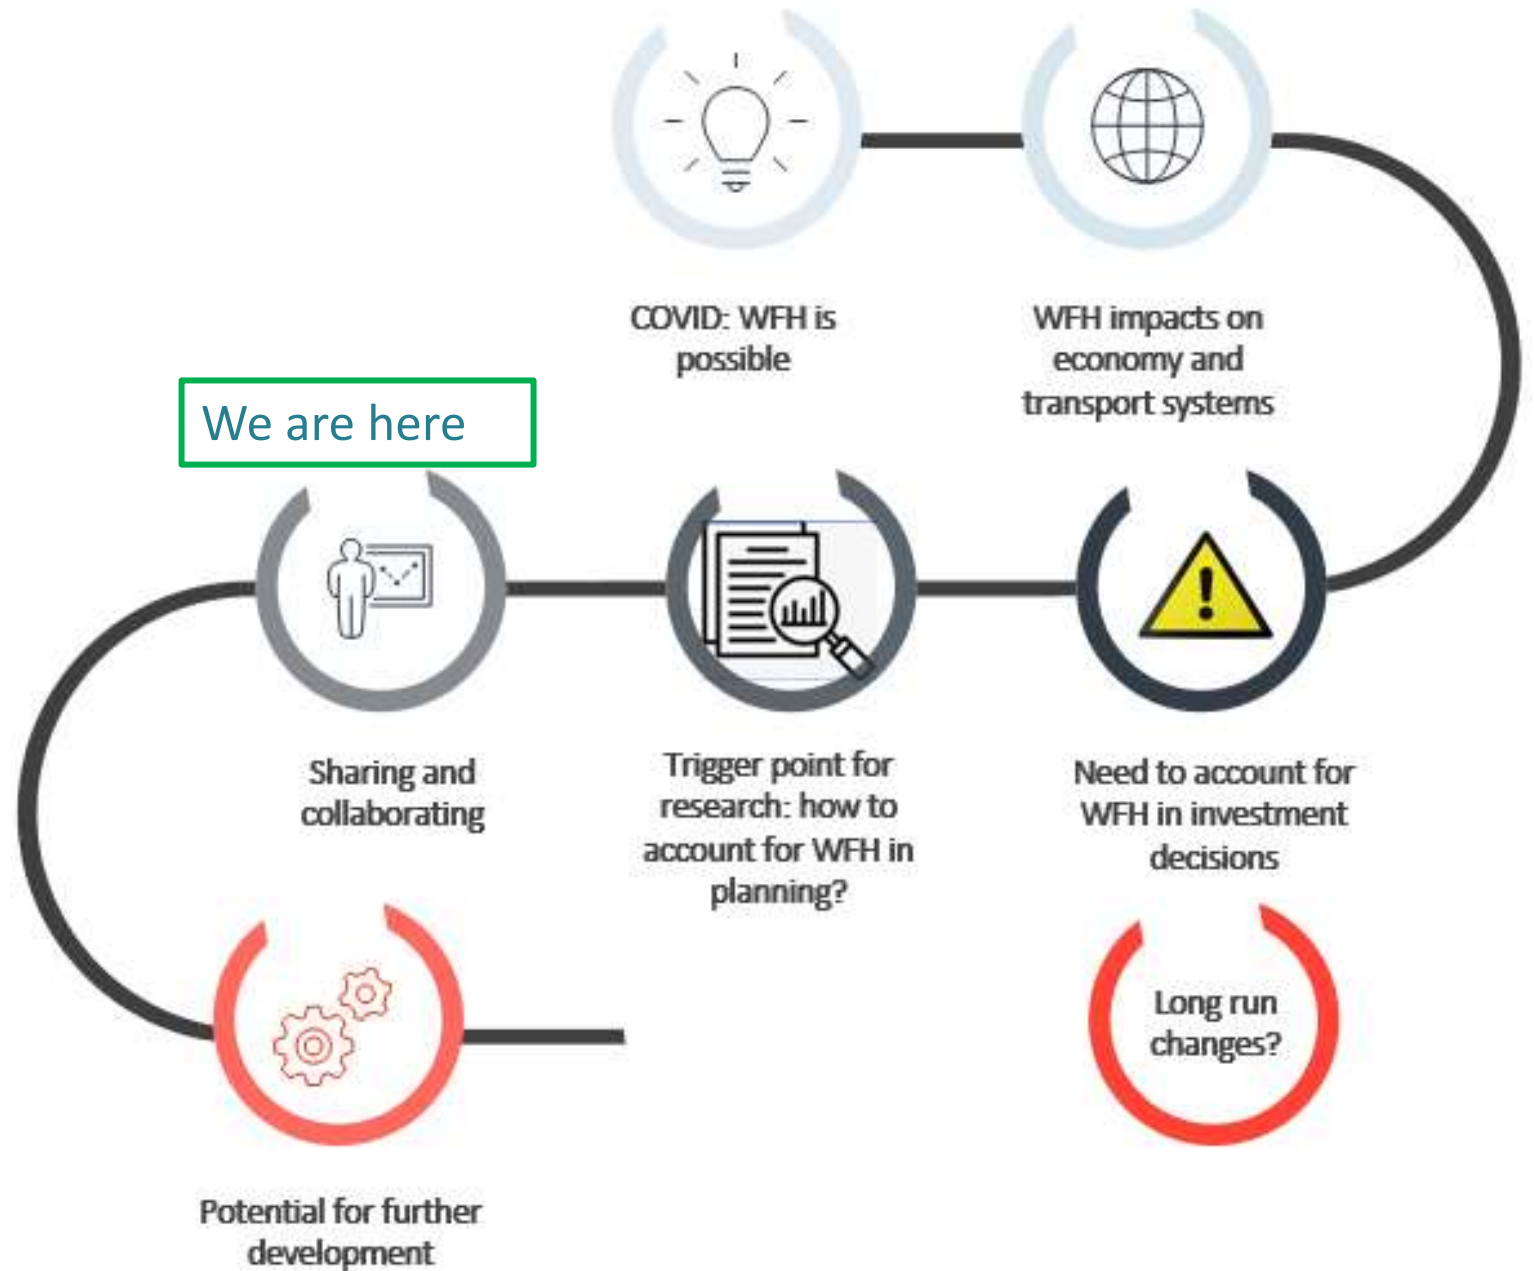 COVID: WFH is
possible
WFH impacts on
economy and
transport systems
We are here
Sharing and
collaborating
Trigger point for
research: how to
account for WFH in
planning?
Need to account for
WFH in investment
decisions
Long run
changes?
Potential for further
development